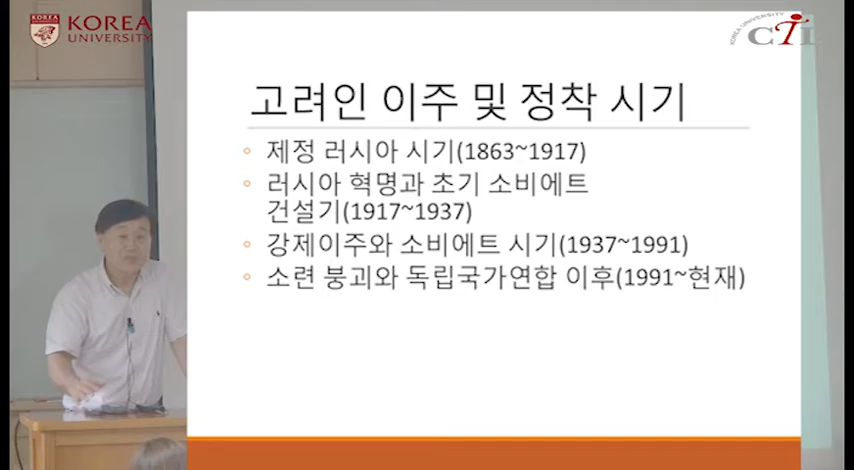 KOREA
UNIVERSITY
KOREA UNIVERSITY
CTL
고려인 이주 및 정착 시기
제정 러시아 시기(1863~1917)
러시아 혁명과 초기 소비에트
건설기(1917~1937)
강제이주와 소비에트 시기(1937~1991)
소련 붕괴와 독립국가연합 이후(1991~현재)